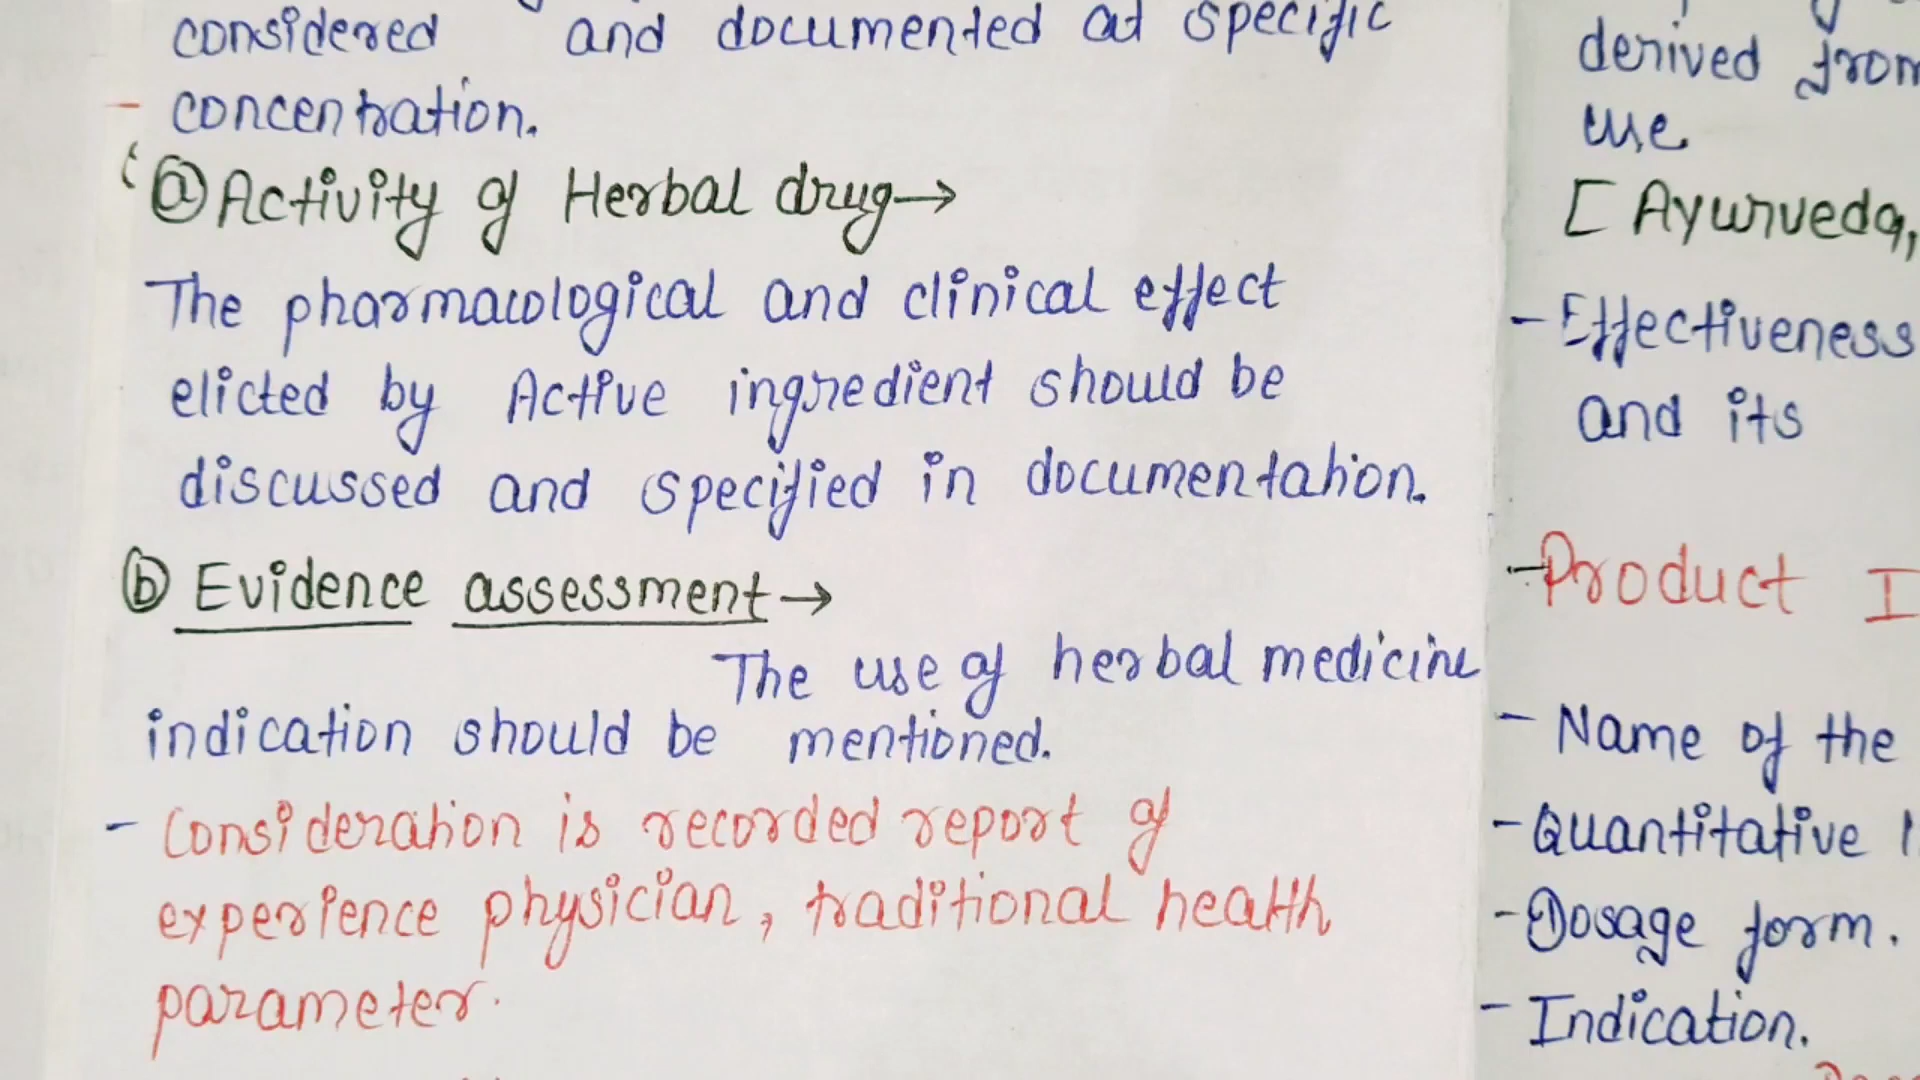 considered and documented at specific
- concentration.
(a) Activity of Herbal drug→
The pharmacological and clinical effect
elicted by Active ingredient should be
discussed and specified in documentation.
(b) Evidence assessment→
The use of herbal medicine
indication should be mentioned.
- Consideration is recorded report of
experience physician, traditional health
parameter.
derived from
use
[ Ayurveda,
- Effectiveness
and its
- Product I
- Name of the
- Quantitative
- Dosage form.
- Indication.